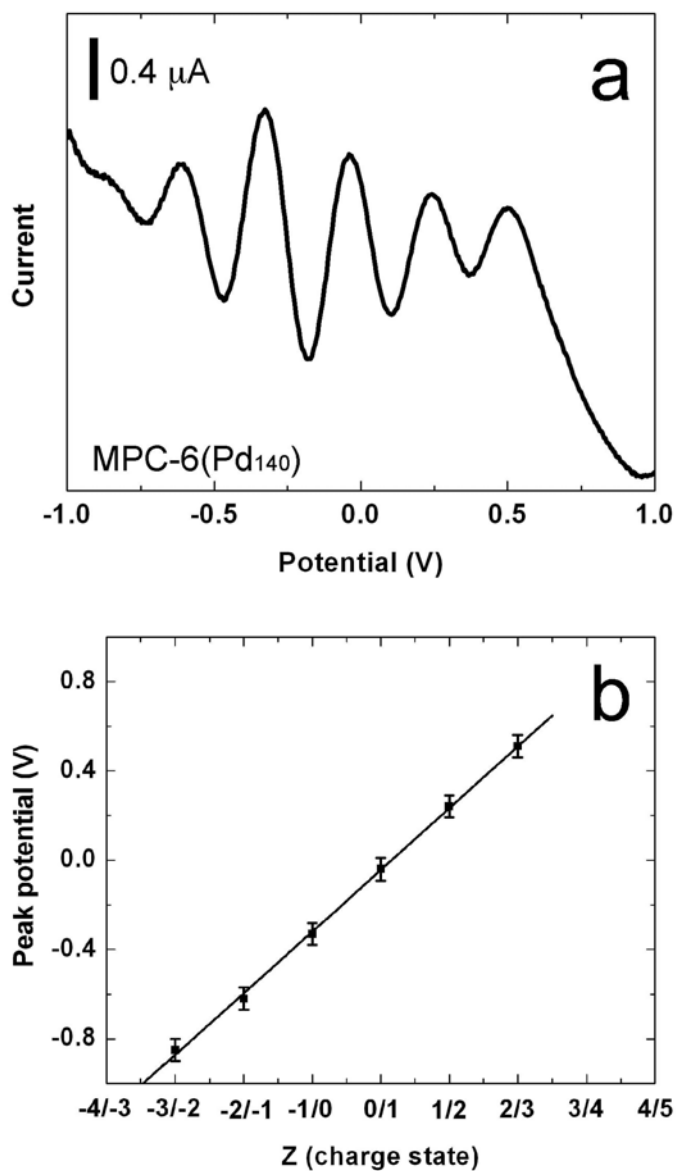 a
0.4 μA
Current
MPC-6(Pd₁₄₀)
-1.0 -0.5 0.0 0.5 1.0
Potential (V)
b
0.8
0.4
0.0
-0.4
-0.8
Peak potential (V)
-4/-3 -3/-2 -2/-1 -1/0 0/1 1/2 2/3 3/4 4/5
Z (charge state)